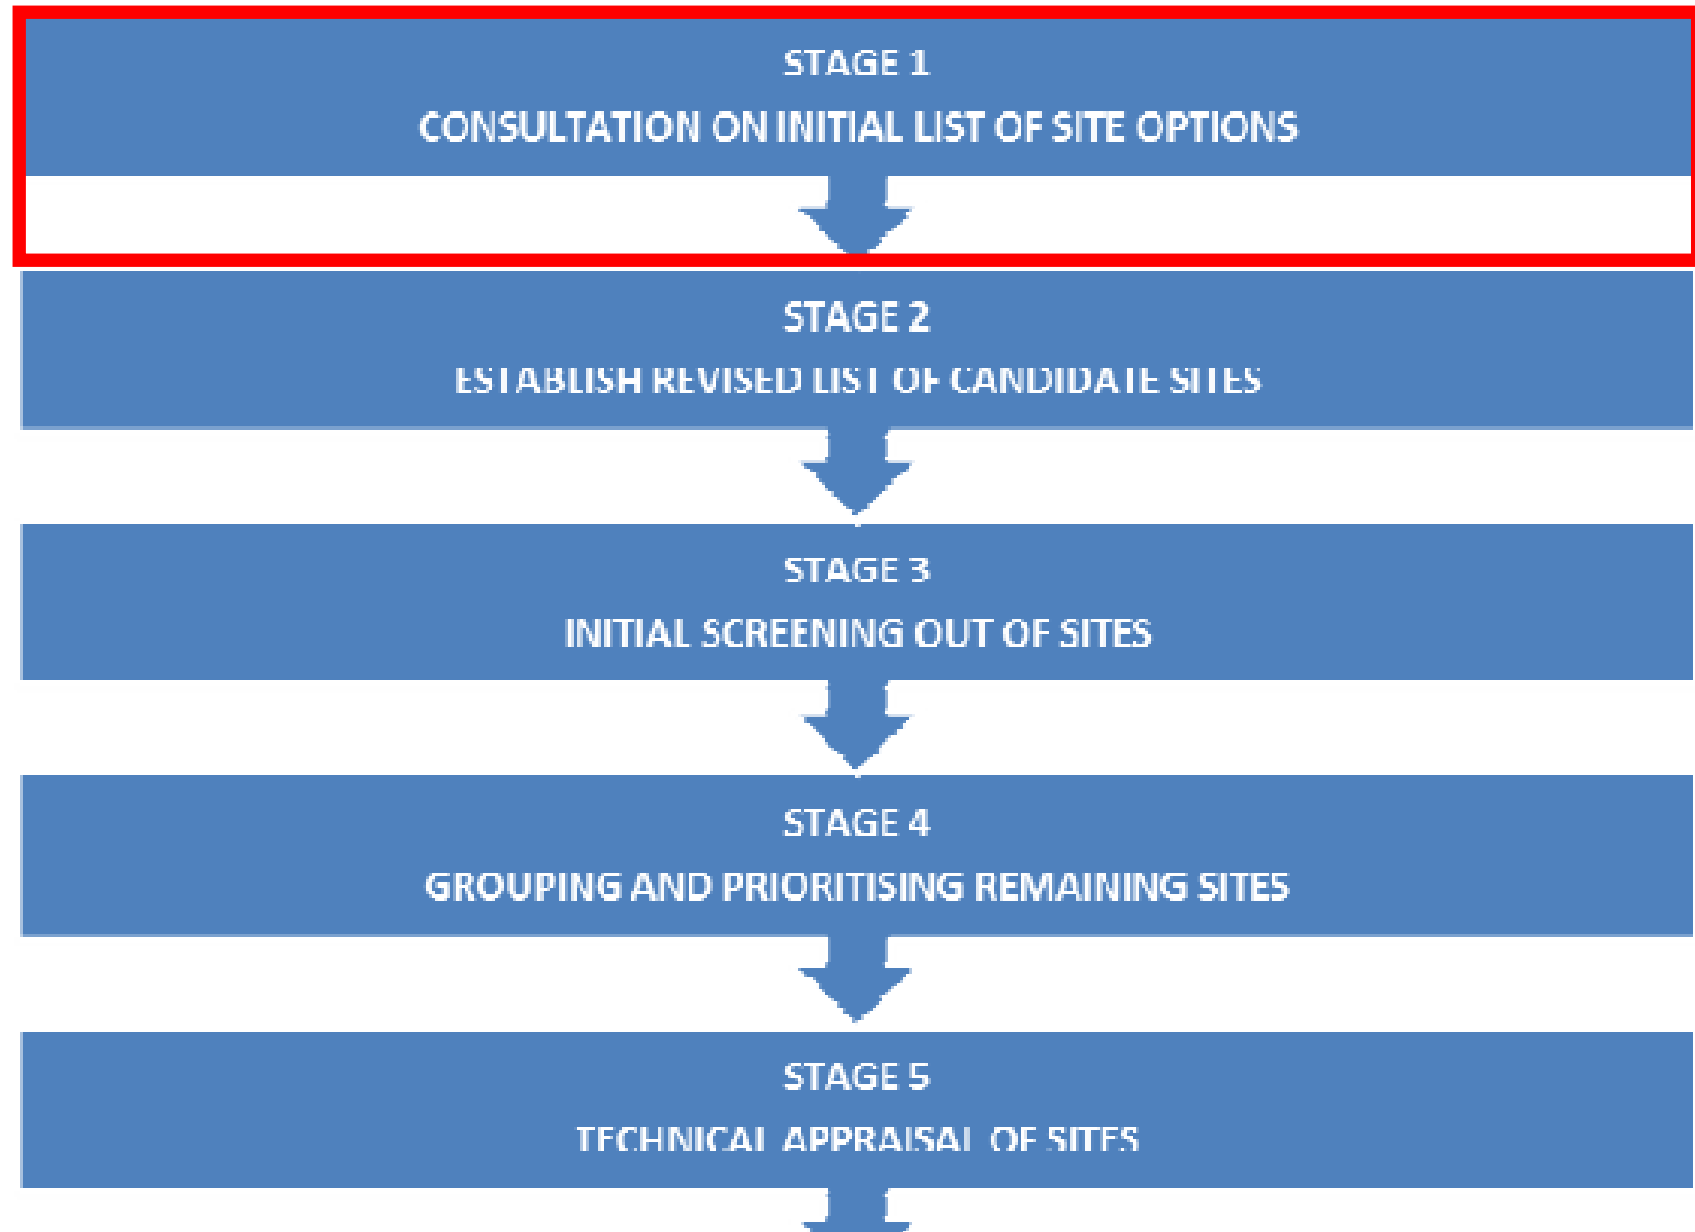 STAGE 1
CONSULTATION ON INITIAL LIST OF SITE OPTIONS
STAGE 2
ESTABLISH REVISED LIST OF CANDIDATE SITES
STAGE 3
INITIAL SCREENING OUT OF SITES
STAGE 4
GROUPING AND PRIORITISING REMAINING SITES
STAGE 5
TECHNICAL APPRAISAL OF SITES